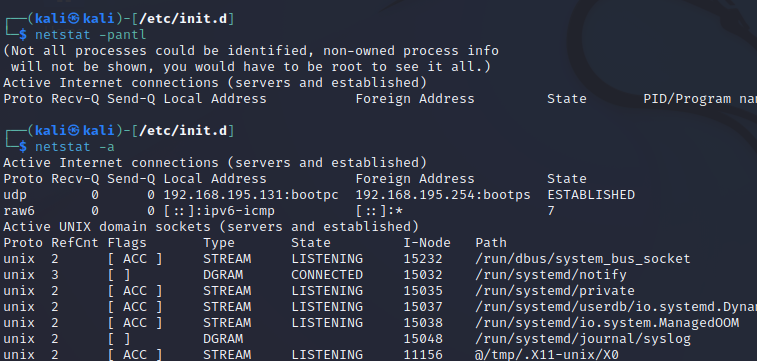 ┌──(kali㉿kali)-[/etc/init.d]
└─$ netstat -pantl
(Not all processes could be identified, non-owned process info
 will not be shown, you would have to be root to see it all.)
Active Internet connections (servers and established)
Proto Recv-Q Send-Q Local Address           Foreign Address         State       PID/Program nam
┌──(kali㉿kali)-[/etc/init.d]
└─$ netstat -a
Active Internet connections (servers and established)
Proto Recv-Q Send-Q Local Address           Foreign Address         State
udp        0      0 192.168.195.131:bootpc  192.168.195.254:bootps  ESTABLISHED
raw6       0      0 [::]:ipv6-icmp          [::]:*                  7
Active UNIX domain sockets (servers and established)
Proto RefCnt Flags       Type       State         I-Node   Path
unix  2      [ ACC ]     STREAM     LISTENING     15232    /run/dbus/system_bus_socket
unix  3      [ ]         DGRAM      CONNECTED     15032    /run/systemd/notify
unix  2      [ ACC ]     STREAM     LISTENING     15035    /run/systemd/private
unix  2      [ ACC ]     STREAM     LISTENING     15037    /run/systemd/userdb/io.systemd.Dyna
unix  2      [ ACC ]     STREAM     LISTENING     15038    /run/systemd/io.system.ManagedOOM
unix  2      [ ]         DGRAM                    15048    /run/systemd/journal/syslog
unix  2      [ ACC ]     STREAM     LISTENING     11156    @/tmp/.X11-unix/X0